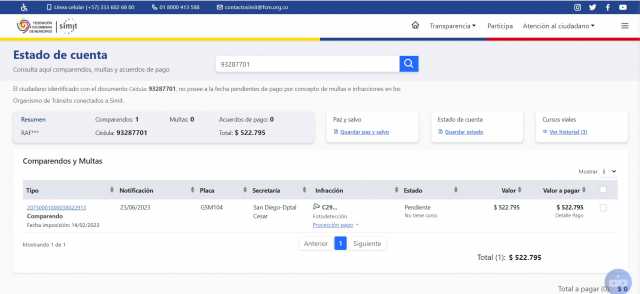 Línea celular (+57) 333 602 66 60
01 8000 413 588
contactosimit@fcm.org.co
FEDERACIÓN COLOMBIANA DE MUNICIPIOS
simit
Transparencia
Participa
Atención al ciudadano
Estado de cuenta
Consulta aquí comparendos, multas y acuerdos de pago
93287701
El ciudadano identificado con el documento Cédula: 93287701, no posee a la fecha pendientes de pago por concepto de multas e infracciones en los
Organismo de Tránsito conectados a Simit.
Resumen
Comparendos: 1
Multas: 0
Acuerdos de pago: 0
RAF***
Cédula: 93287701
Total: $ 522.795
Paz y salvo
Guardar paz y salvo
Estado de cuenta
Guardar estado
Cursos viales
Ver historial (3)
Comparendos y Multas
Mostrar
Tipo
Notificación
Placa
Secretaría
Infracción
Estado
Valor
Valor a pagar
20750001000038022913
Comparendo
Fecha imposición: 14/02/2023
23/06/2023
GSM104
San Diego-Dptal
Cesar
C29...
Fotodetección
Proyección pago
Pendiente
No tiene curso
$ 522.795
$ 522.795
Detalle Pago
Mostrando 1 de 1
Anterior
1
Siguiente
Total (1): $ 522.795
Total a pagar (0): $ 0